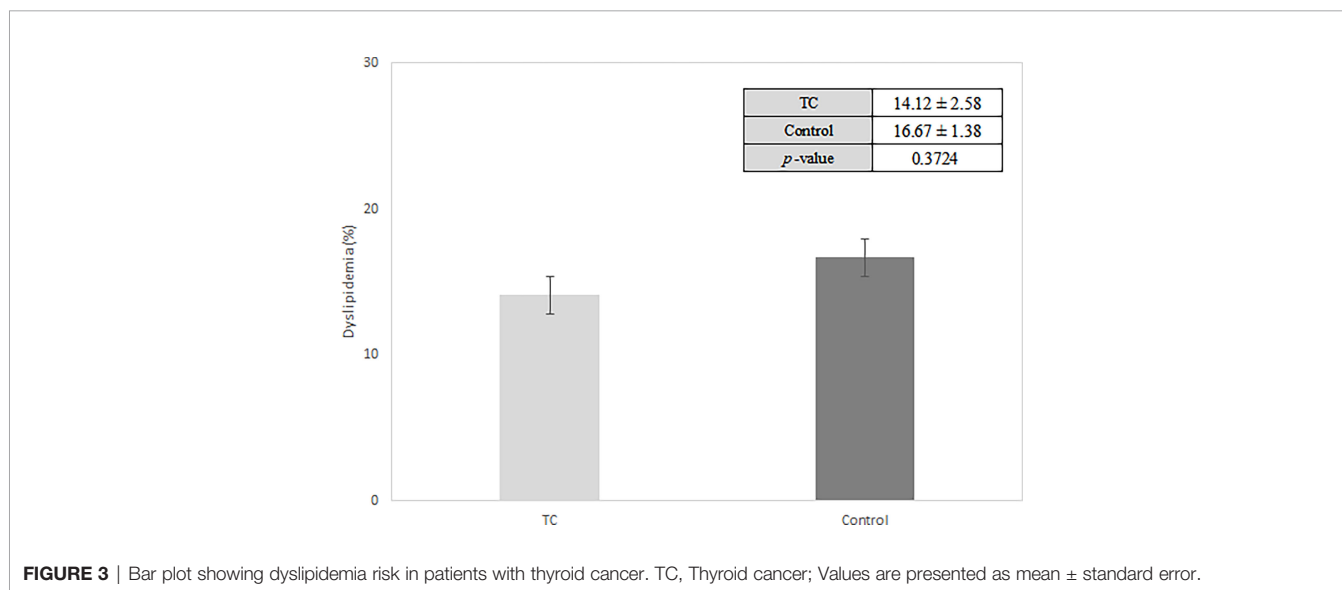 30
TC 14.12 ± 2.58
Control 16.67 ± 1.38
p-value 0.3724
20
Dyslipidemia(%)
10
0
TC Control
FIGURE 3 | Bar plot showing dyslipidemia risk in patients with thyroid cancer. TC, Thyroid cancer; Values are presented as mean ± standard error.